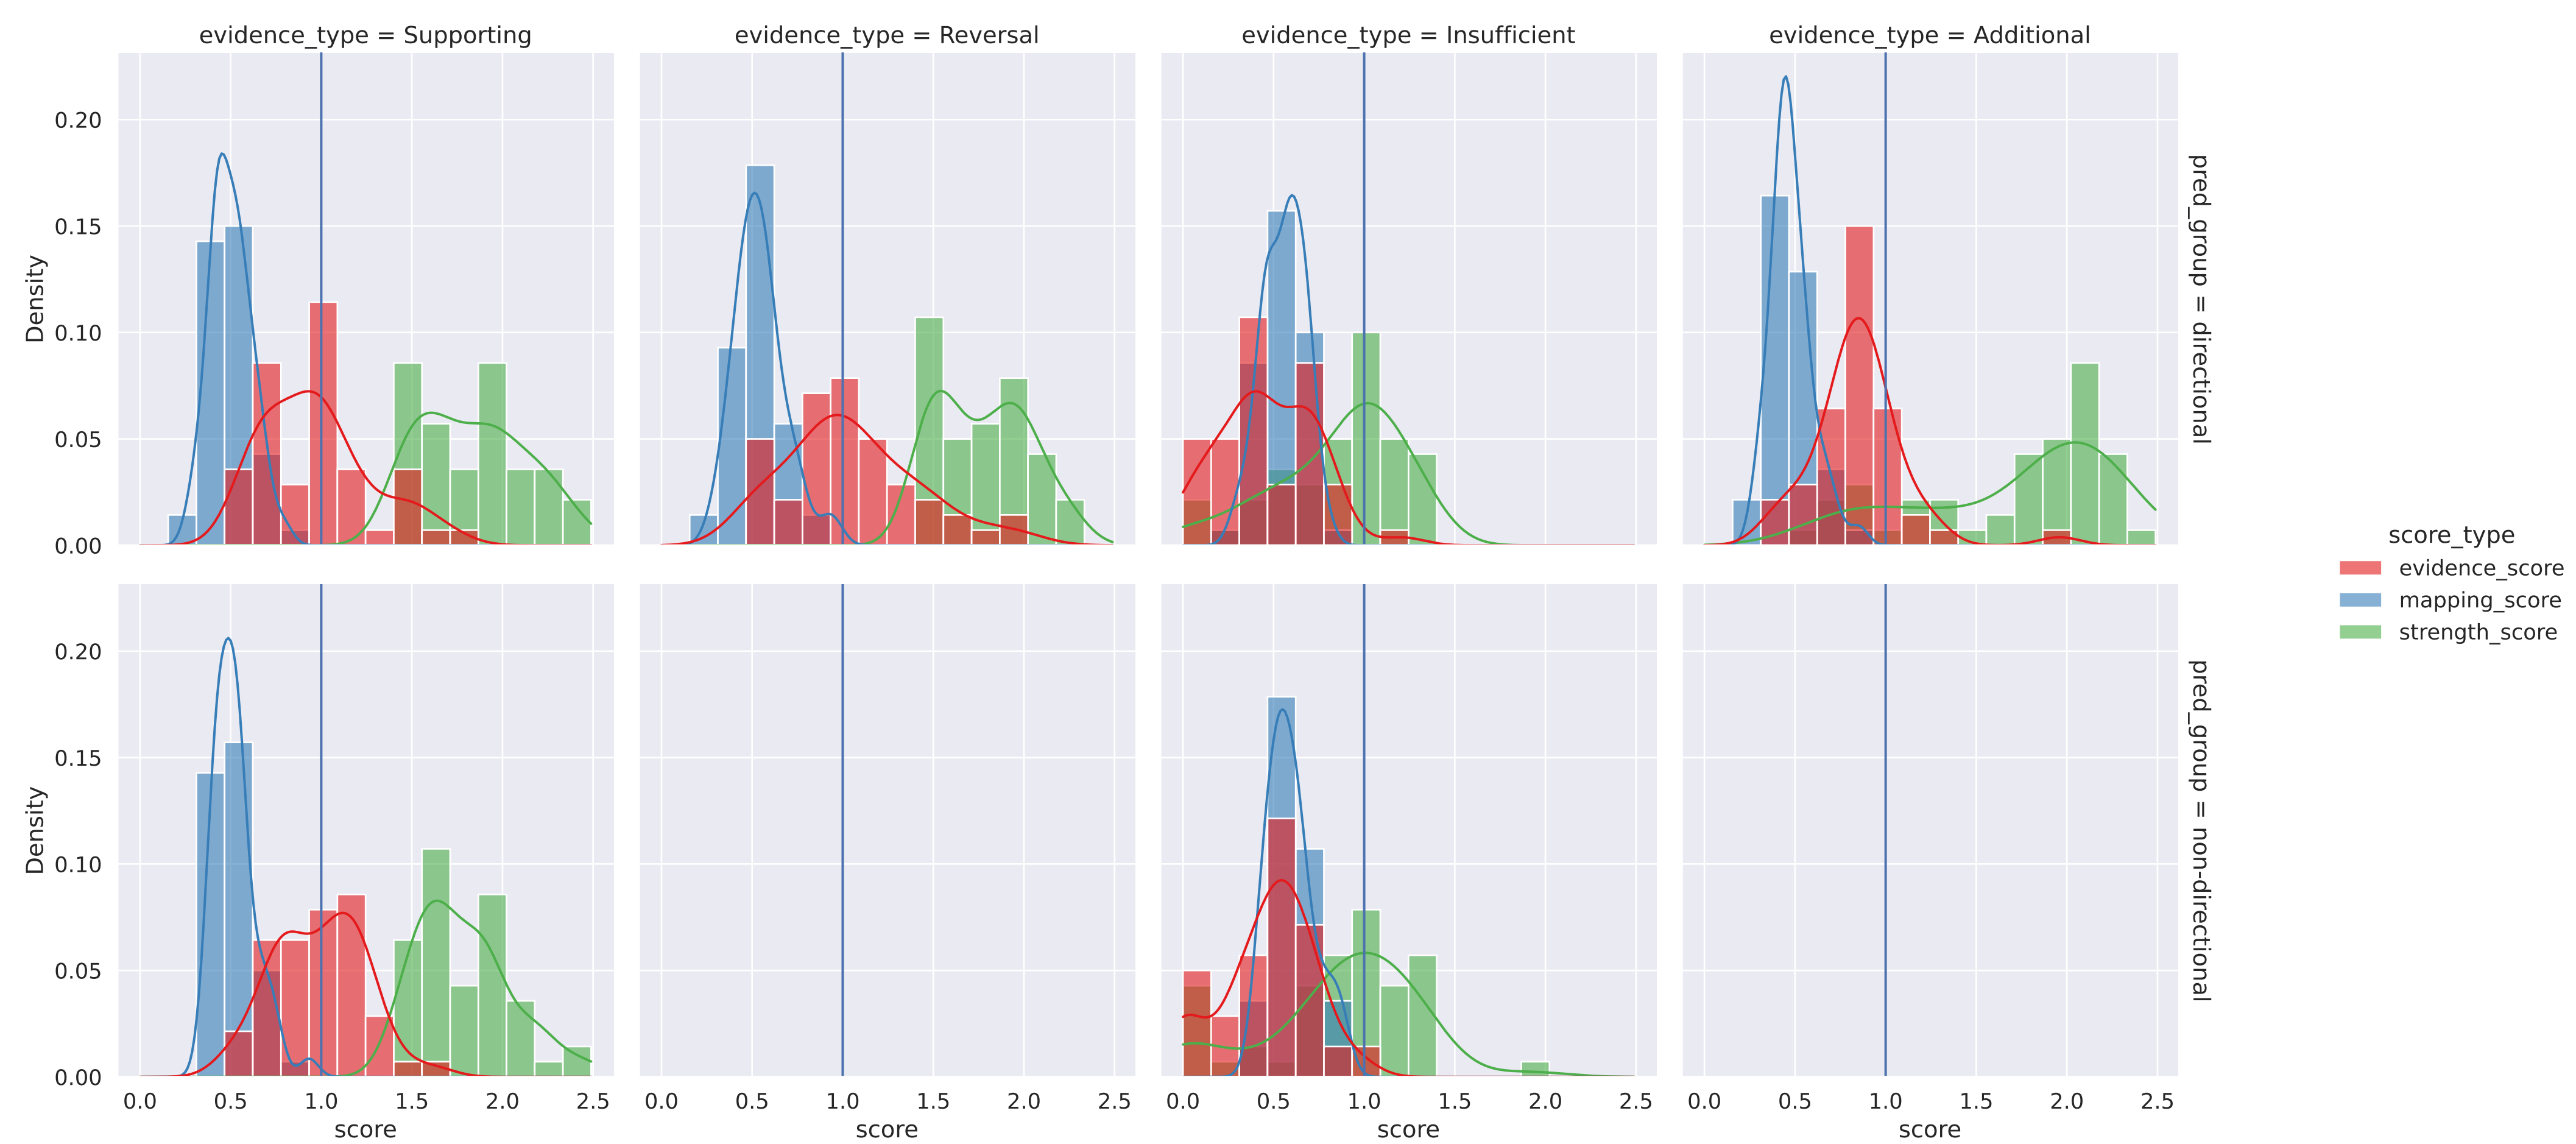 evidence_type = Supporting
evidence_type = Reversal
evidence_type = Insufficient
evidence_type = Additional
0.20
0.15
0.10
0.05
0.00
Density
pred_group = directional
0.20
0.15
0.10
0.05
0.00
Density
pred_group = non-directional
0.0 0.5 1.0 1.5 2.0 2.5
score
0.0 0.5 1.0 1.5 2.0 2.5
score
0.0 0.5 1.0 1.5 2.0 2.5
score
0.0 0.5 1.0 1.5 2.0 2.5
score
score_type
evidence_score
mapping_score
strength_score